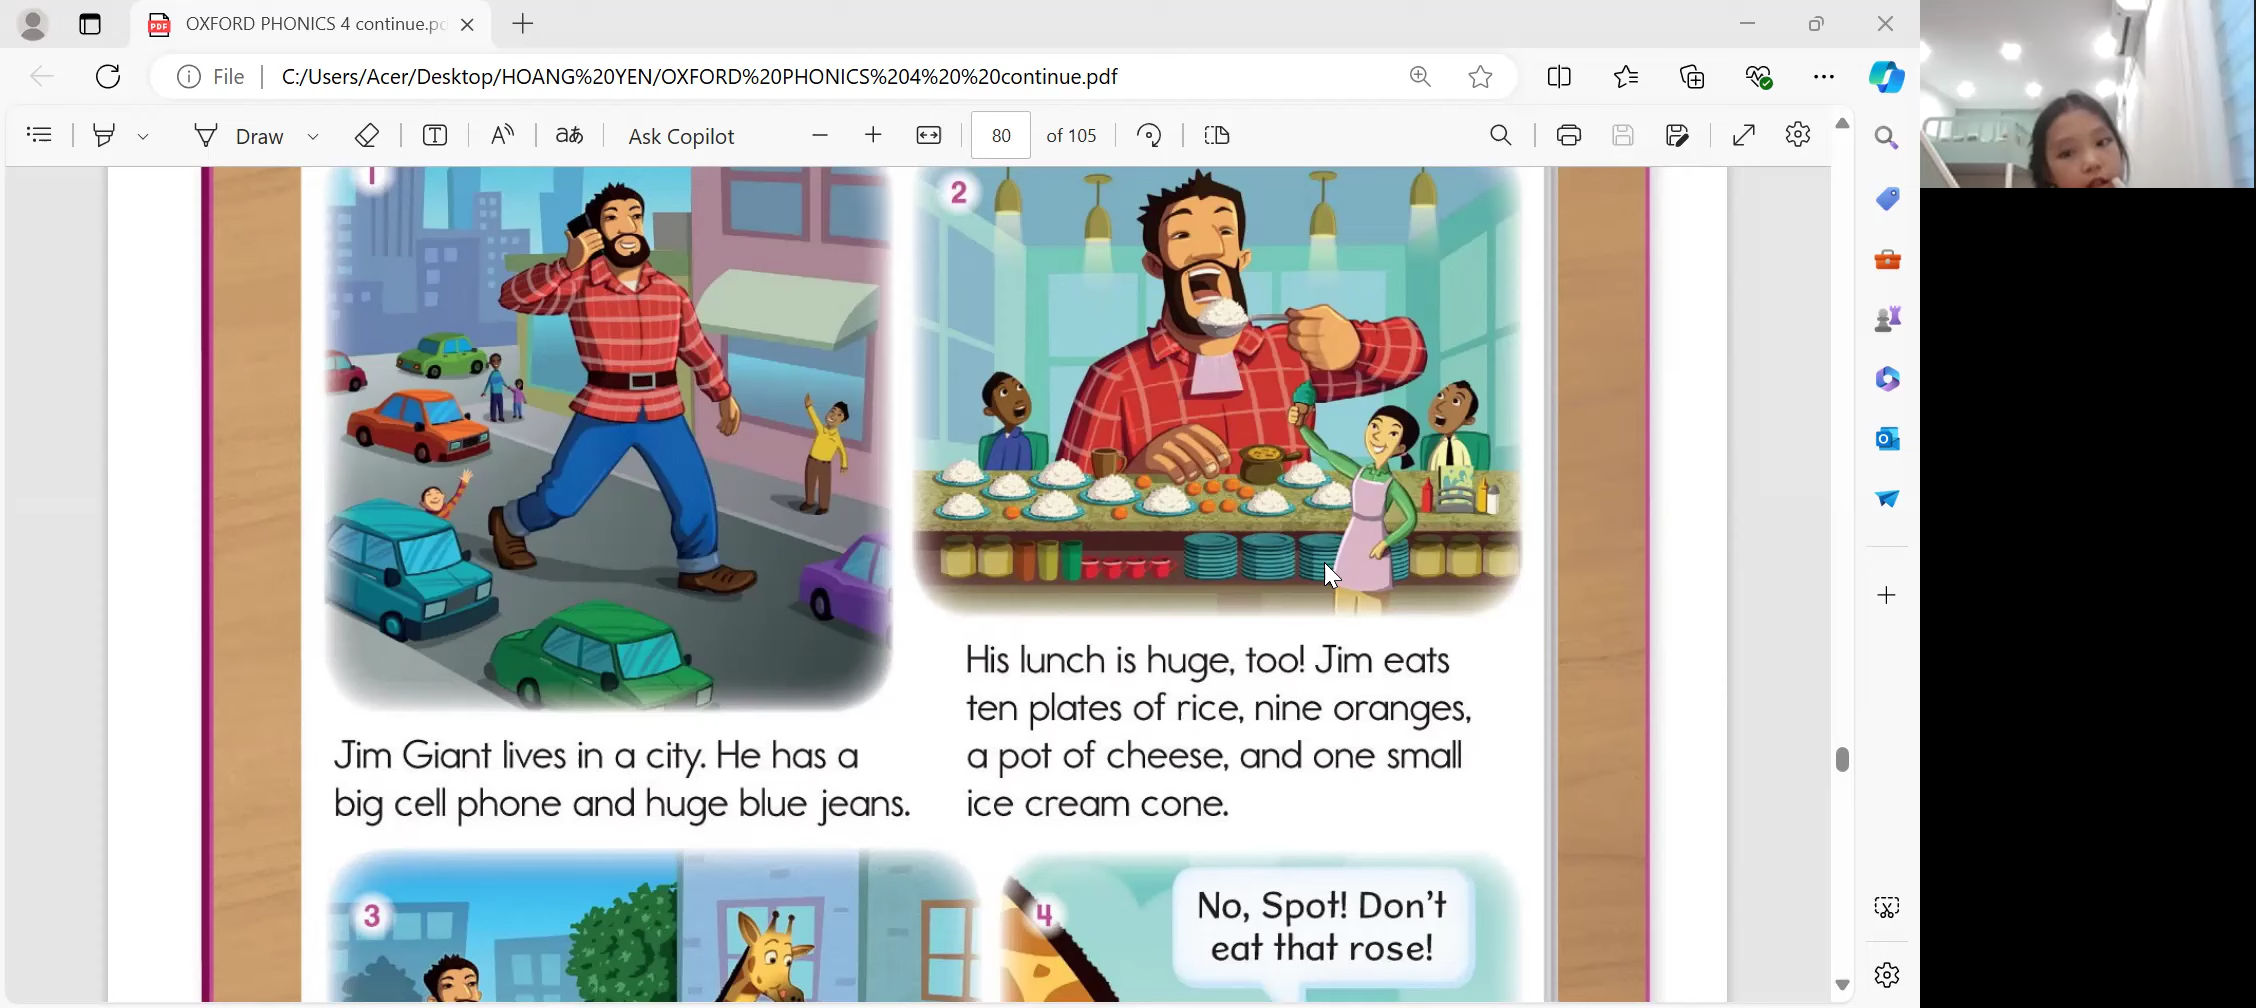 OXFORD PHONICS 4 continue.pd
File
C:/Users/Acer/Desktop/HOANG%20YEN/OXFORD%20PHONICS%204%20%20continue.pdf
Draw
aあ
Ask Copilot
80 of 105
1
2
His lunch is huge, too! Jim eats
ten plates of rice, nine oranges,
a pot of cheese, and one small
ice cream cone.
Jim Giant lives in a city. He has a
big cell phone and huge blue jeans.
3
4
No, Spot! Don't
eat that rose!